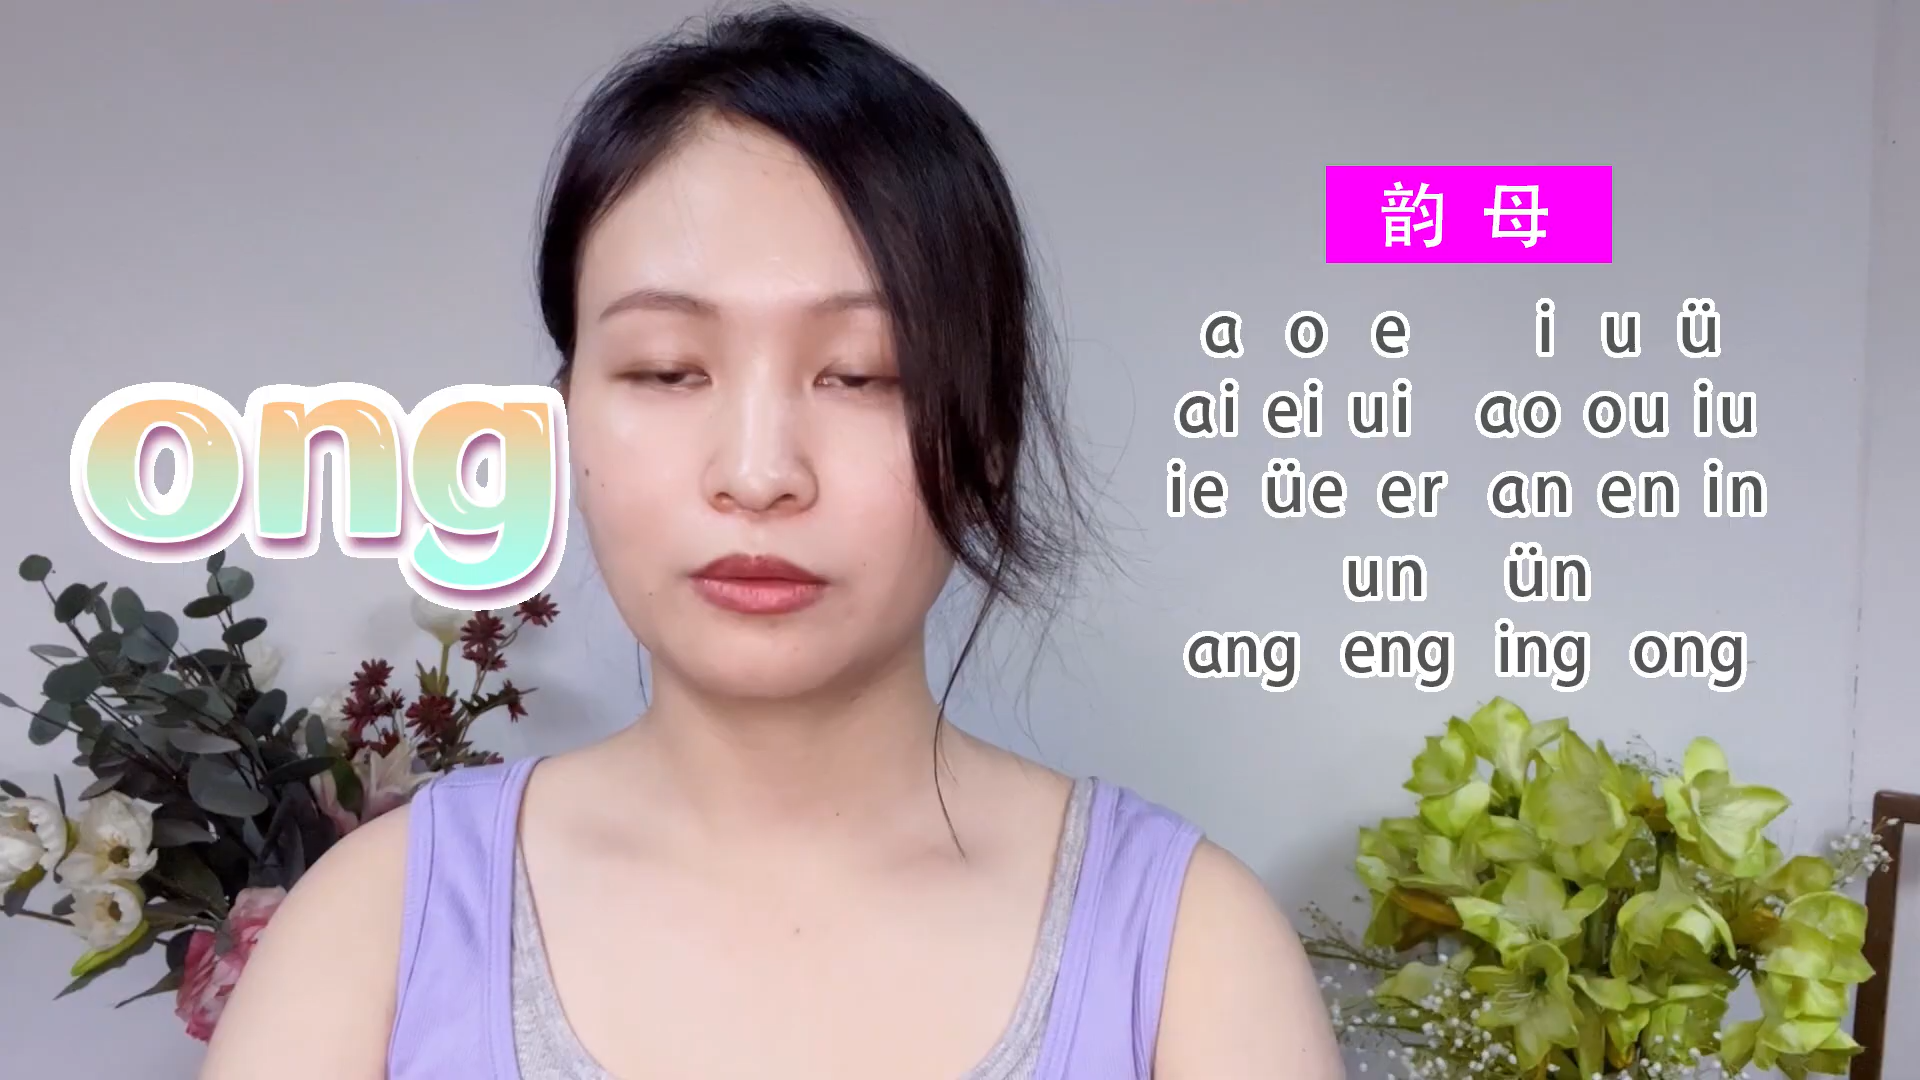 ong
韵母
a o e i u ü
ai ei ui ao ou iu
ie üe er an en in
un ün
ang eng ing ong